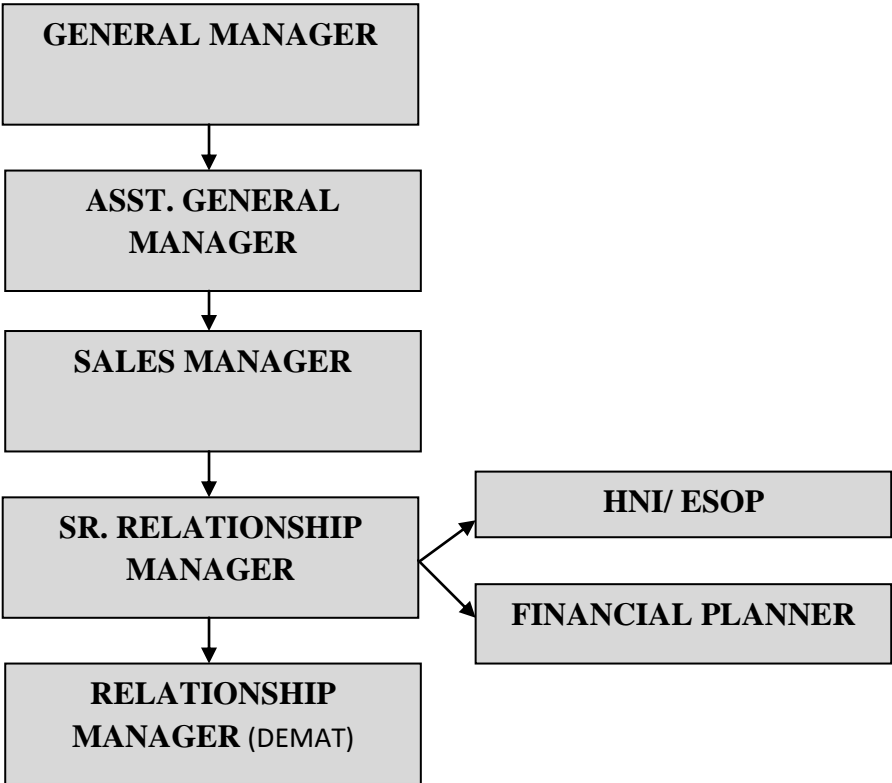 GENERAL MANAGER
ASST. GENERAL
MANAGER
SALES MANAGER
SR. RELATIONSHIP
MANAGER
HNI/ ESOP
FINANCIAL PLANNER
RELATIONSHIP
MANAGER (DEMAT)